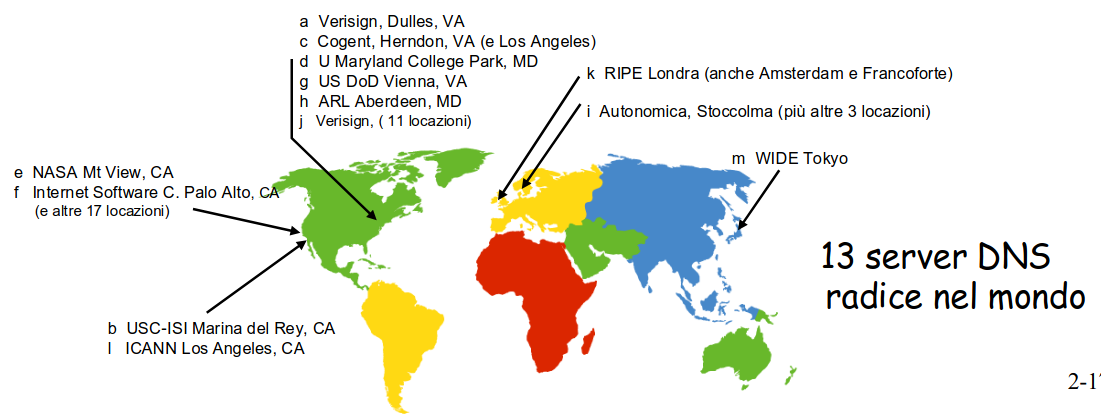 a Verisign, Dulles, VA
c Cogent, Herndon, VA (e Los Angeles)
d U Maryland College Park, MD
g US DoD Vienna, VA
h ARL Aberdeen, MD
j Verisign, ( 11 locazioni)
k RIPE Londra (anche Amsterdam e Francoforte)
i Autonomica, Stoccolma (più altre 3 locazioni)
m WIDE Tokyo
e NASA Mt View, CA
f Internet Software C. Palo Alto, CA
(e altre 17 locazioni)
b USC-ISI Marina del Rey, CA
l ICANN Los Angeles, CA
13 server DNS
radice nel mondo